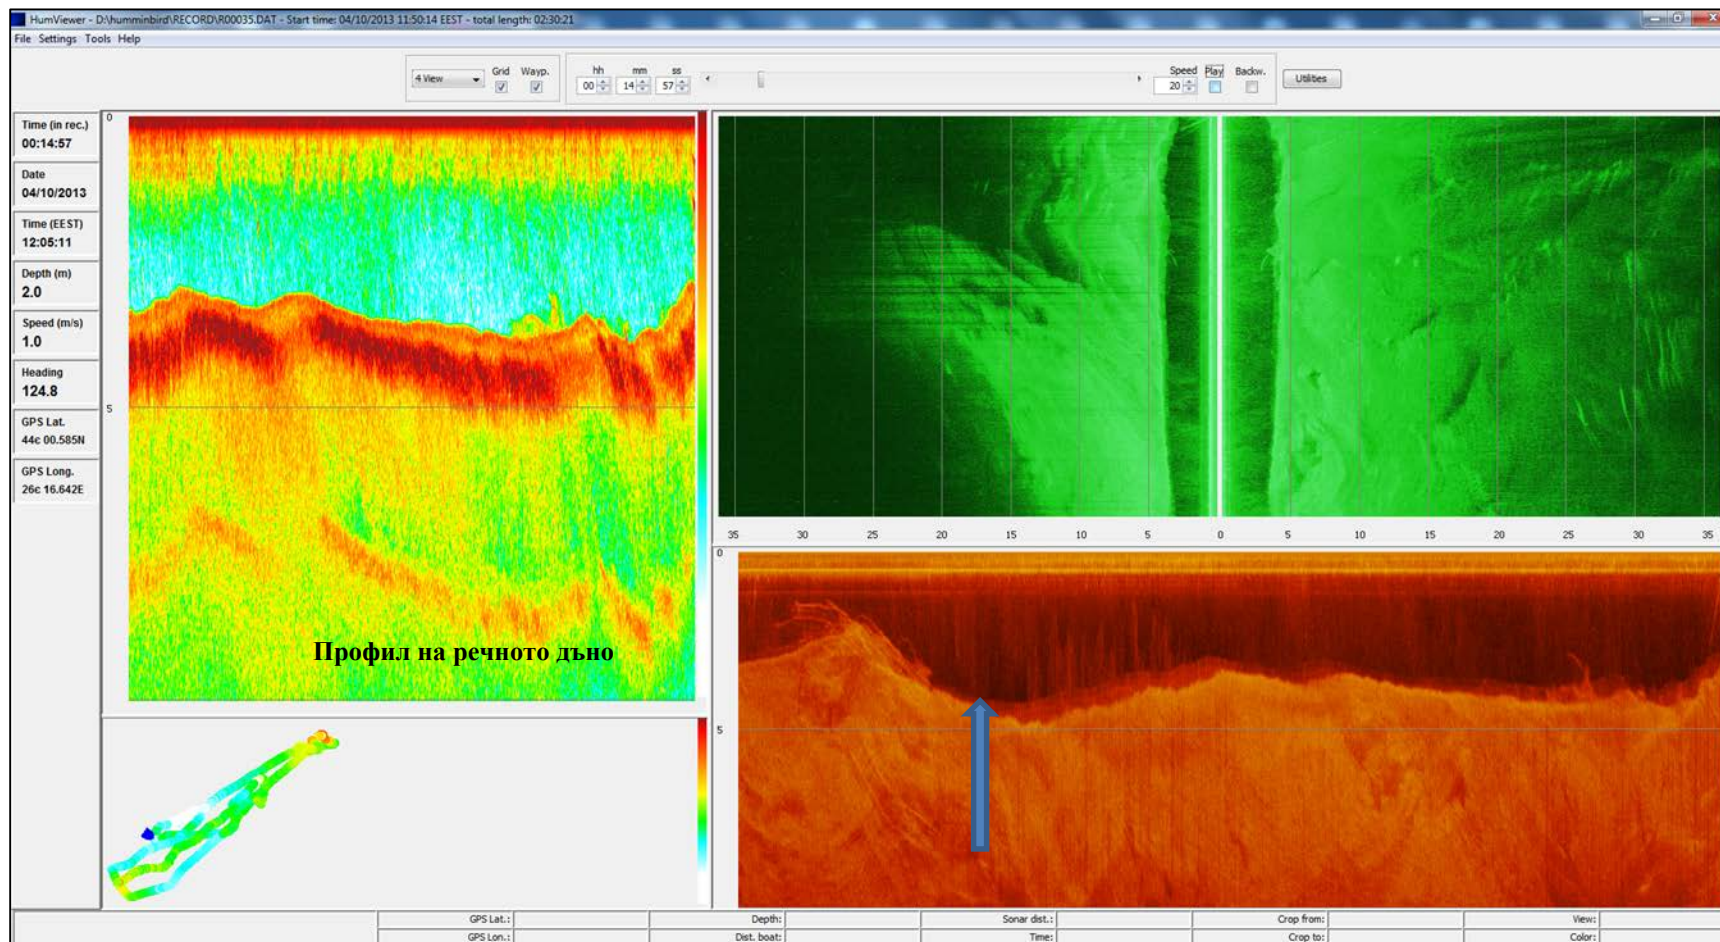 HumViewer - D:\humminbird\RECORD\R00035.DAT - Start time: 04/10/2013 11:50:14 EEST - total length: 02:30:21
File Settings Tools Help
4 View
Grid
Wayp.
hh mm ss
00 14 57
Speed Play Backw.
20
Utilities
Time (in rec.)
00:14:57
Date
04/10/2013
Time (EEST)
12:05:11
Depth (m)
2.0
Speed (m/s)
1.0
Heading
124.8
GPS Lat.
44c 00.585N
GPS Long.
26c 16.642E
0
5
Профил на речното дъно
35 30 25 20 15 10 5 0 5 10 15 20 25 30 35
0
5
GPS Lat.: Depth: Sonar dist.: Crop from: View:
GPS Lon.: Dist. boat: Time: Crop to: Color: